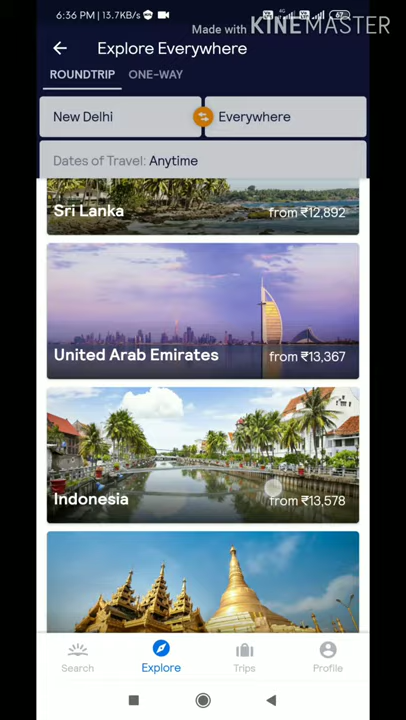 6:36 PM | 13.7KB/s
4G
67
Made with KINEMASTER
Explore Everywhere
ROUNDTRIP ONE-WAY
New Delhi Everywhere
Dates of Travel: Anytime
Sri Lanka from ₹12,892
United Arab Emirates from ₹13,367
Indonesia from ₹13,578
Search Explore Trips Profile